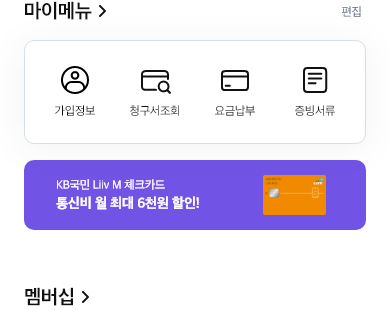 마이메뉴
편집
가입정보
청구서조회
요금납부
증빙서류
KB국민 Liiv M 체크카드
통신비 월 최대 6천원 할인!
멤버십